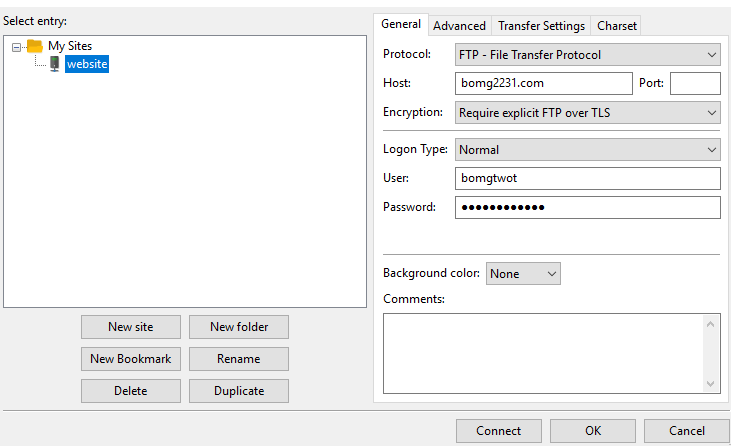 Select entry:
My Sites
website
New site
New folder
New Bookmark
Rename
Delete
Duplicate
General
Advanced
Transfer Settings
Charset
Protocol:
FTP - File Transfer Protocol
Host:
bomg2231.com
Port:
Encryption:
Require explicit FTP over TLS
Logon Type:
Normal
User:
bomgtwot
Password:
●●●●●●●●●●●●
Background color:
None
Comments:
Connect
OK
Cancel